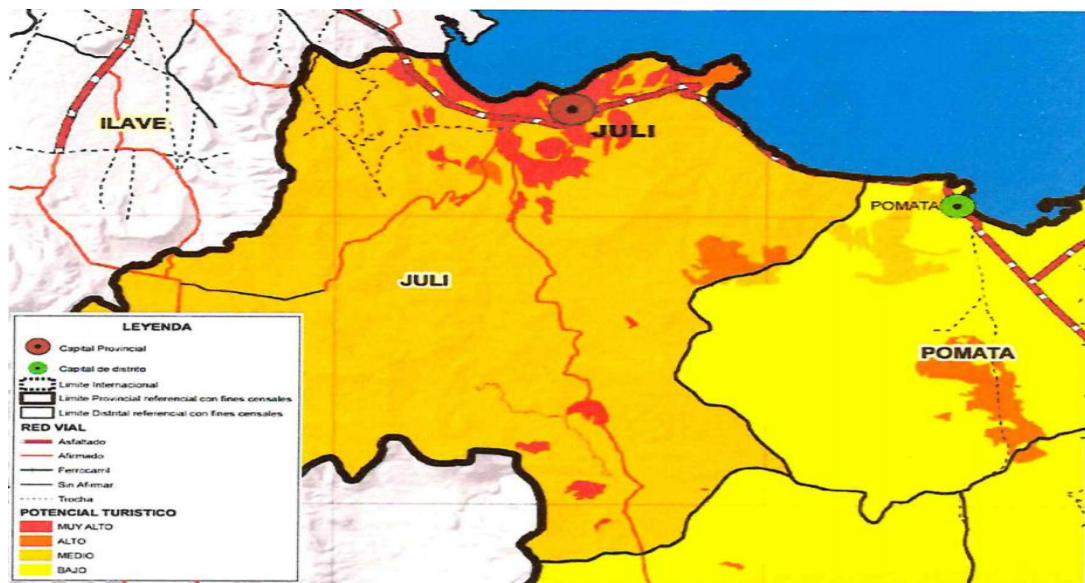 ILAVE
JULI
POMATA
JULI
POMATA
LEYENDA
Capital Provincial
Capital de distrito
Limite Internacional
Limite Provincial referencial con fines censales
Limite Distrital referencial con fines censales
RED VIAL
Asfaltado
Afirmado
Ferrocarril
Sin Afirmar
Trocha
POTENCIAL TURISTICO
MUY ALTO
ALTO
MEDIO
BAJO